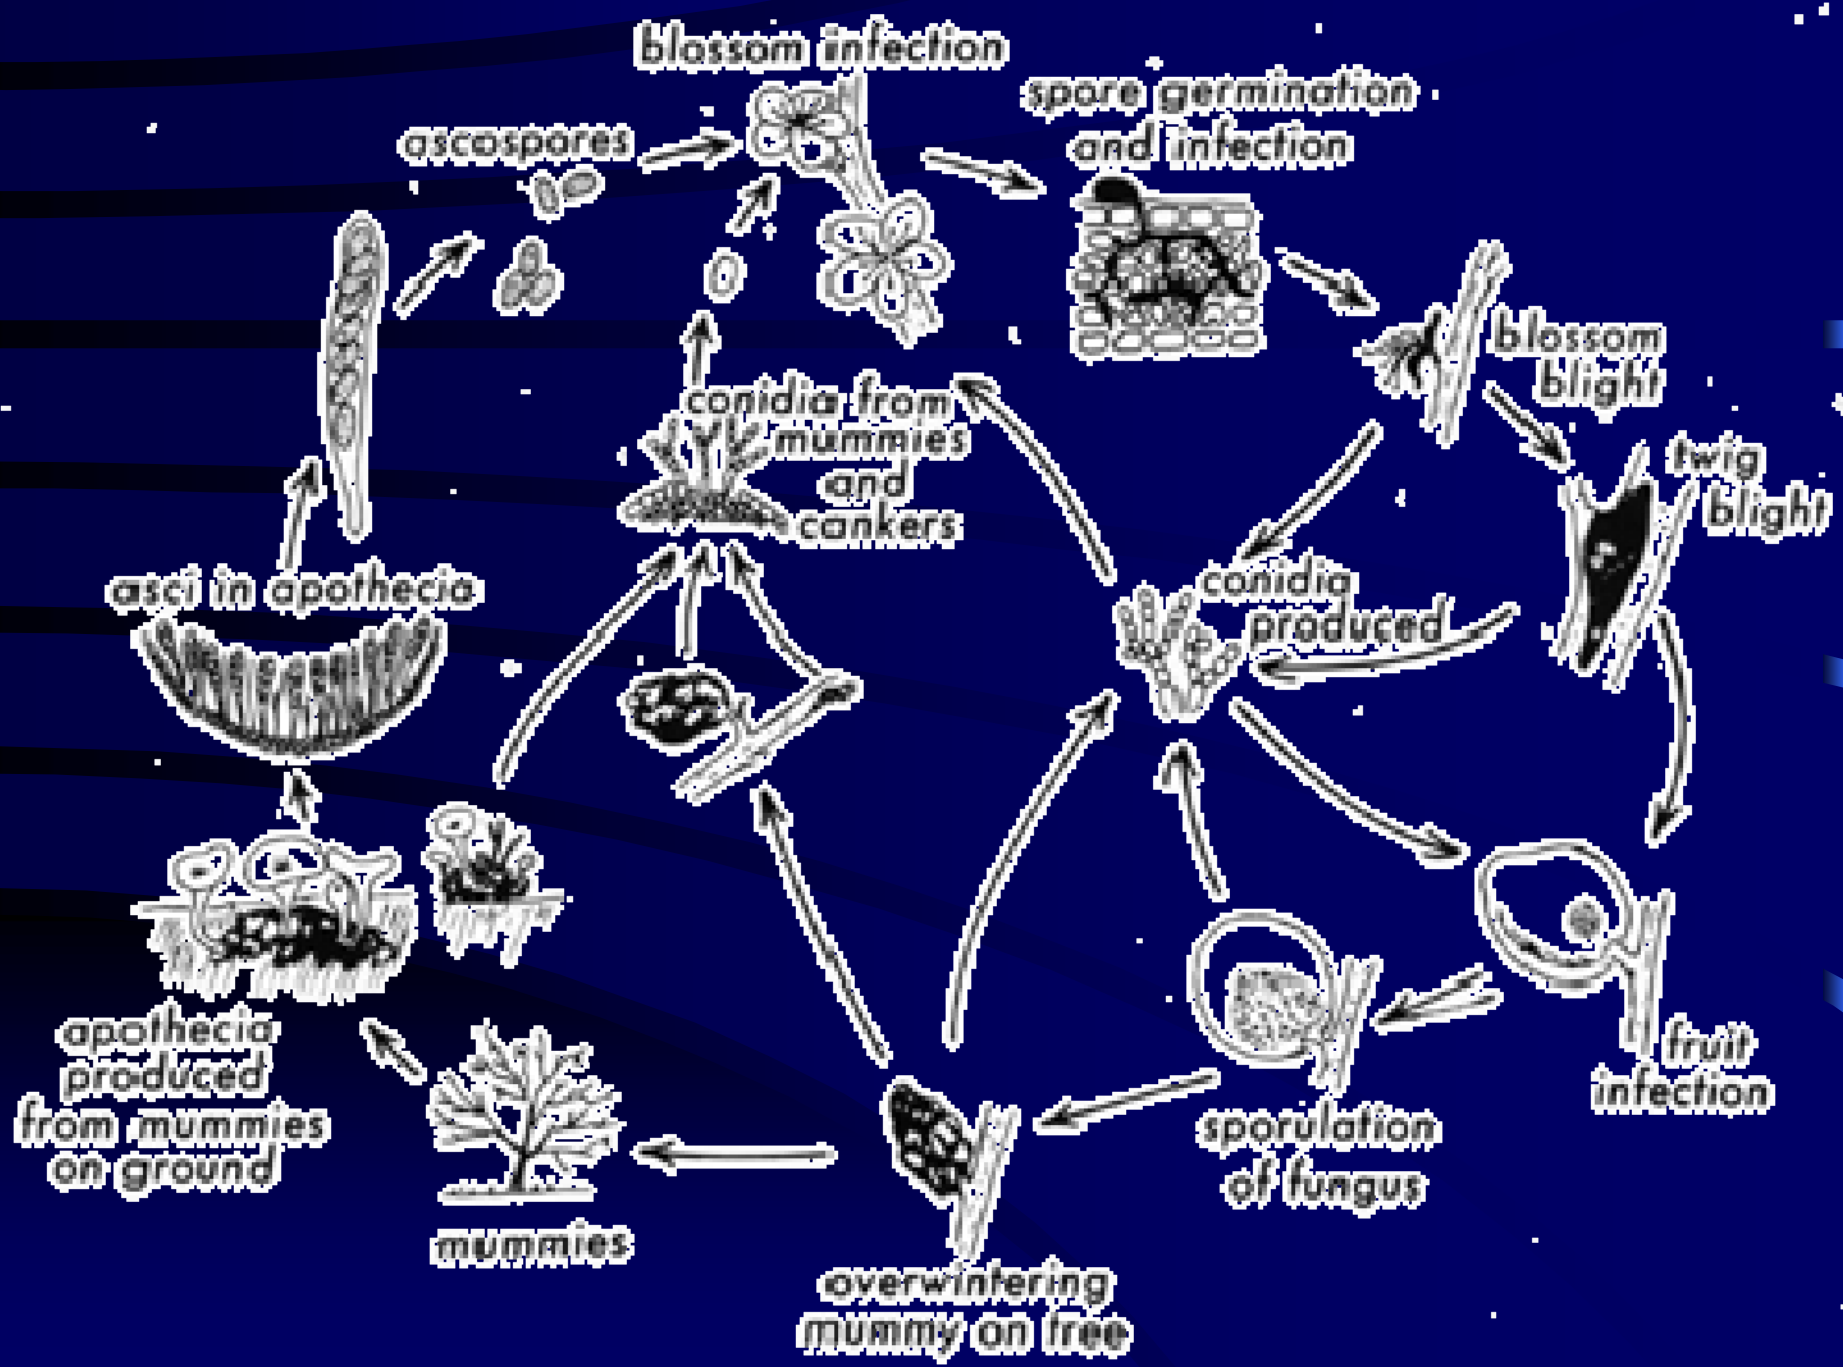 blossom infection
spore germination
and infection
ascospores
blossom
blight
conidia from
mummies
and
cankers
twig
blight
asci in apothecia
conidia
produced
apothecia
produced
from mummies
on ground
mummies
fruit
infection
sporulation
of fungus
overwintering
mummy on free